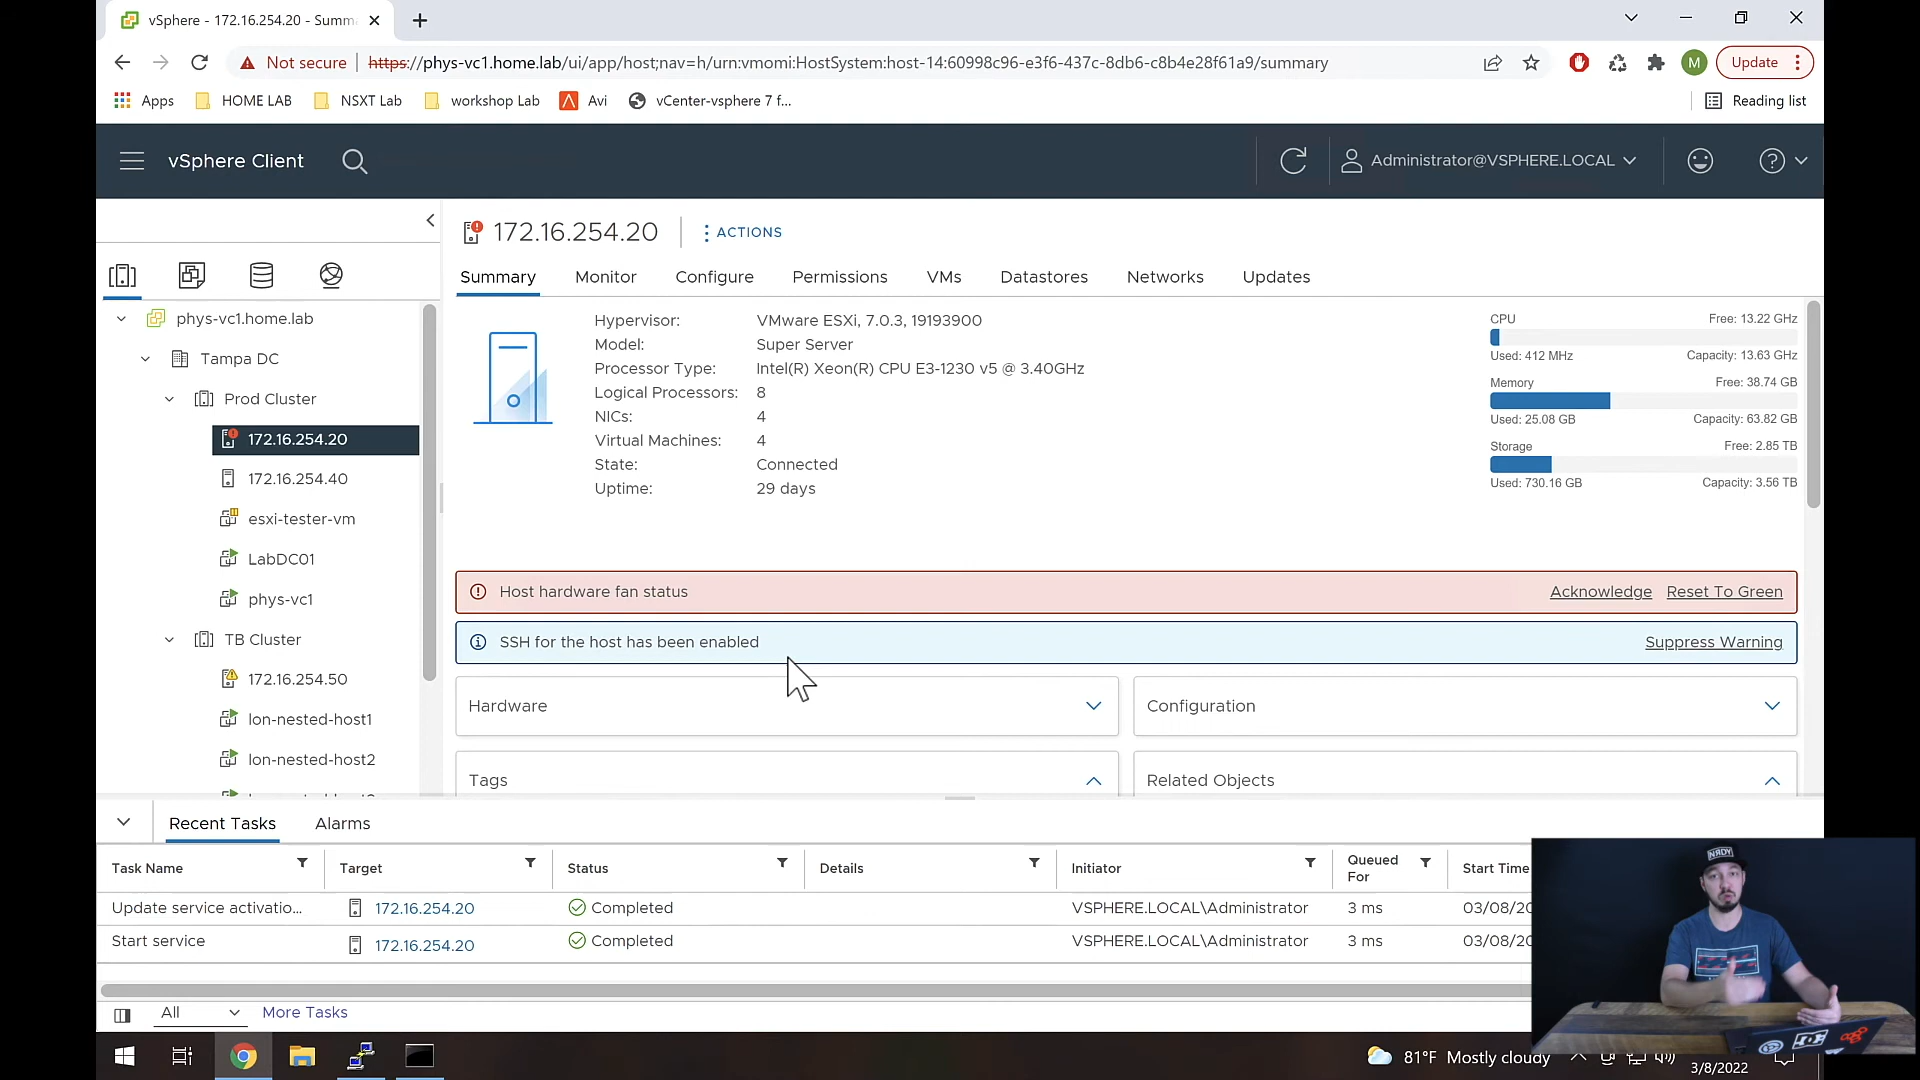 vSphere - 172.16.254.20 - Summ
Not secure | https://phys-vc1.home.lab/ui/app/host;nav=h/urn:vmomi:HostSystem:host-14:60998c96-e3f6-437c-8db6-c8b4e28f61a9/summary
M
Update
Apps
HOME LAB
NSXT Lab
workshop Lab
Avi
vCenter-vsphere 7 f...
Reading list
vSphere Client
Administrator@VSPHERE.LOCAL
172.16.254.20
ACTIONS
Summary
Monitor
Configure
Permissions
VMs
Datastores
Networks
Updates
phys-vc1.home.lab
Tampa DC
Prod Cluster
172.16.254.20
172.16.254.40
esxi-tester-vm
LabDC01
phys-vc1
TB Cluster
172.16.254.50
lon-nested-host1
lon-nested-host2
Hypervisor: VMware ESXi, 7.0.3, 19193900
Model: Super Server
Processor Type: Intel(R) Xeon(R) CPU E3-1230 v5 @ 3.40GHz
Logical Processors: 8
NICs: 4
Virtual Machines: 4
State: Connected
Uptime: 29 days
CPU Free: 13.22 GHz
Used: 412 MHz Capacity: 13.63 GHz
Memory Free: 38.74 GB
Used: 25.08 GB Capacity: 63.82 GB
Storage Free: 2.85 TB
Used: 730.16 GB Capacity: 3.56 TB
Host hardware fan status Acknowledge Reset To Green
SSH for the host has been enabled Suppress Warning
Hardware
Configuration
Tags
Related Objects
Recent Tasks
Alarms
Task Name Target Status Details Initiator Queued For Start Time
Update service activatio... 172.16.254.20 Completed VSPHERE.LOCAL\Administrator 3 ms 03/08/20
Start service 172.16.254.20 Completed VSPHERE.LOCAL\Administrator 3 ms 03/08/20
All
More Tasks
NRDY
81°F Mostly cloudy
3/8/2022